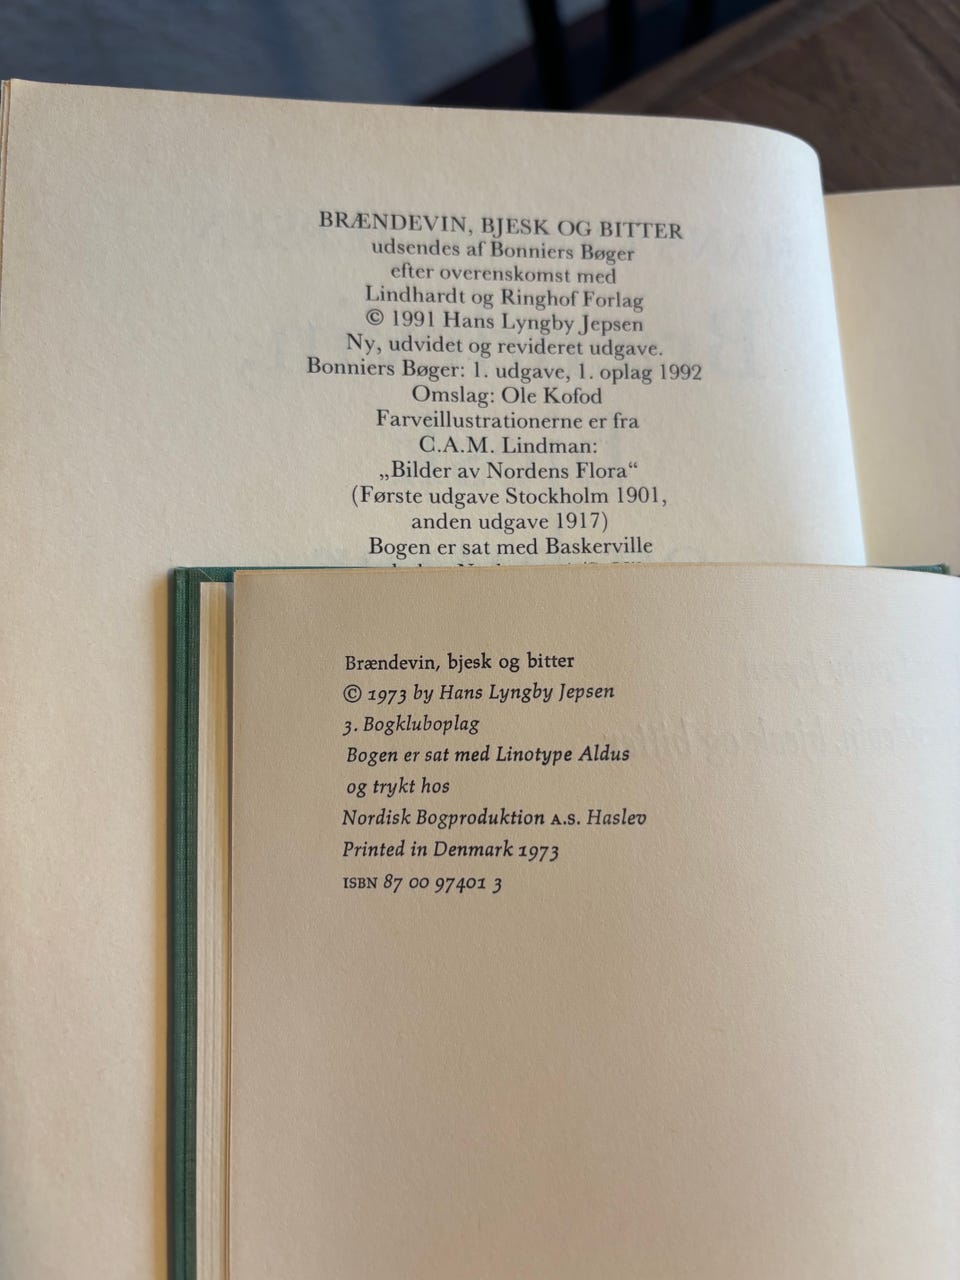 BRÆNDEVIN, BJESK OG BITTER
udsendes af Bonniers Bøger
efter overenskomst med
Lindhardt og Ringhof Forlag
© 1991 Hans Lyngby Jepsen
Ny, udvidet og revideret udgave.
Bonniers Bøger: 1. udgave, 1. oplag 1992
Omslag: Ole Kofod
Farveillustrationerne er fra
C.A.M. Lindman:
„Bilder av Nordens Flora“
(Første udgave Stockholm 1901,
anden udgave 1917)
Bogen er sat med Baskerville
Brændevin, bjesk og bitter
© 1973 by Hans Lyngby Jepsen
3. Bogkluboplag
Bogen er sat med Linotype Aldus
og trykt hos
Nordisk Bogproduktion A.S. Haslev
Printed in Denmark 1973
ISBN 87 00 97401 3